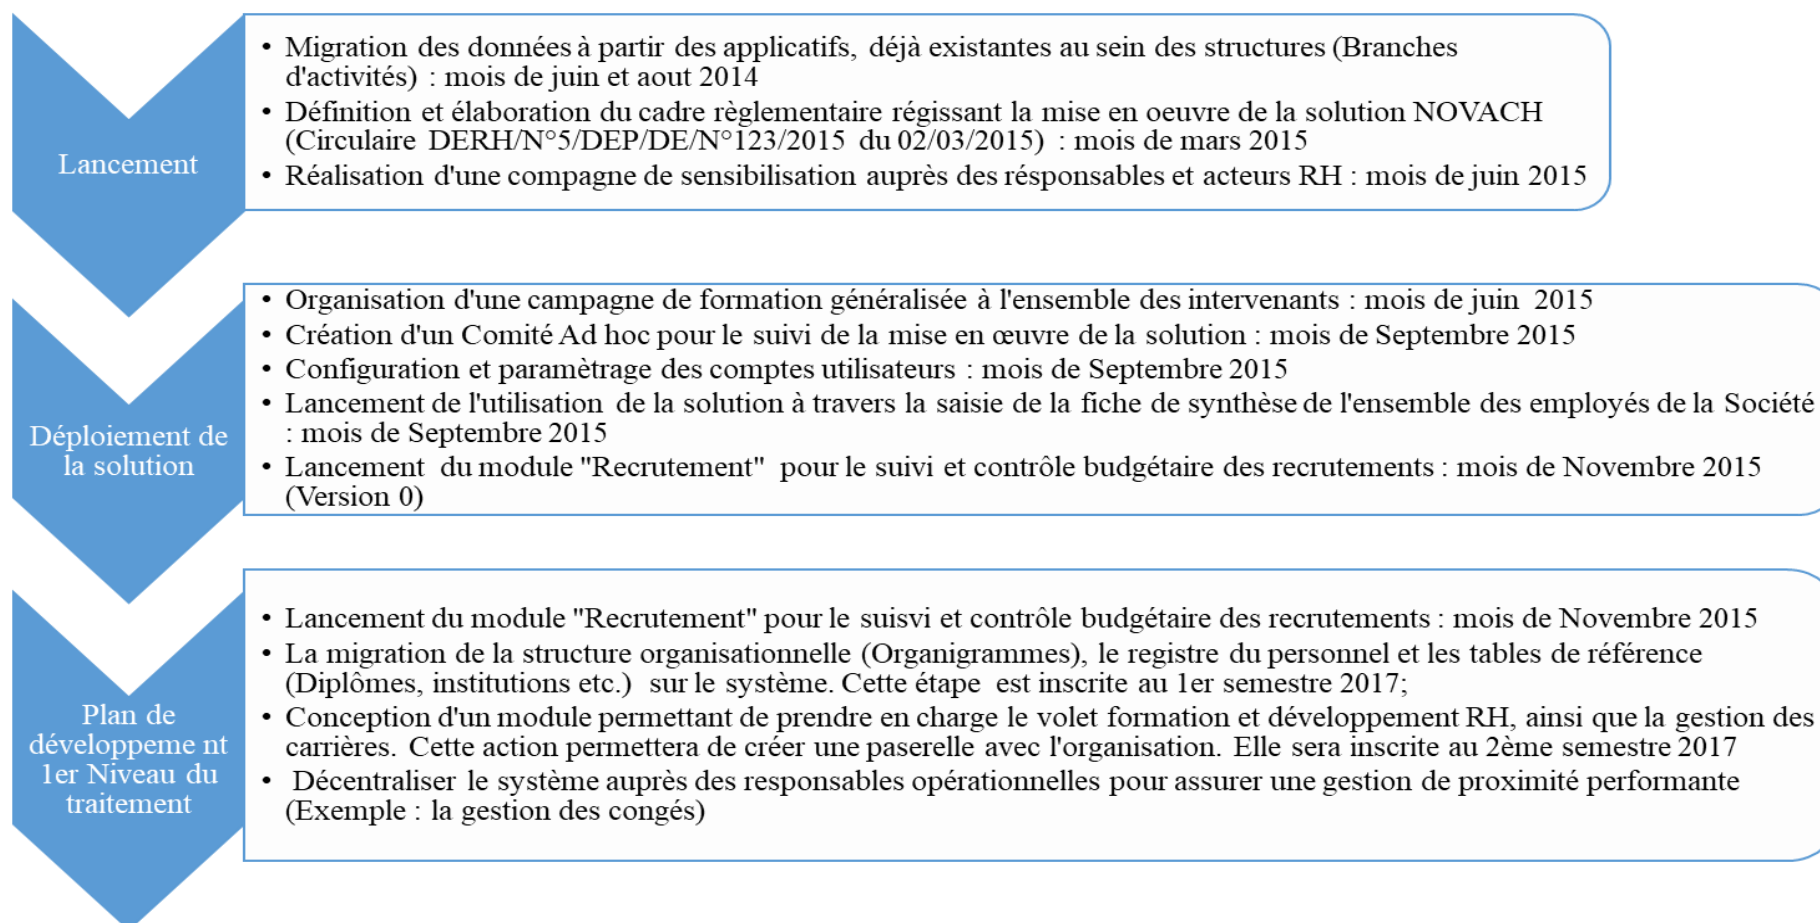 Lancement
• Migration des données à partir des applicatifs, déjà existantes au sein des structures (Branches
d'activités) : mois de juin et aout 2014
• Définition et élaboration du cadre règlementaire régissant la mise en oeuvre de la solution NOVACH
(Circulaire DERH/N°5/DEP/DE/N°123/2015 du 02/03/2015) : mois de mars 2015
• Réalisation d'une compagne de sensibilisation auprès des résponsables et acteurs RH : mois de juin 2015
Déploiement de
la solution
• Organisation d'une campagne de formation généralisée à l'ensemble des intervenants : mois de juin 2015
• Création d'un Comité Ad hoc pour le suivi de la mise en œuvre de la solution : mois de Septembre 2015
• Configuration et paramètrage des comptes utilisateurs : mois de Septembre 2015
• Lancement de l'utilisation de la solution à travers la saisie de la fiche de synthèse de l'ensemble des employés de la Société
: mois de Septembre 2015
• Lancement du module "Recrutement" pour le suivi et contrôle budgétaire des recrutements : mois de Novembre 2015
(Version 0)
Plan de
développeme nt
1er Niveau du
traitement
• Lancement du module "Recrutement" pour le suisvi et contrôle budgétaire des recrutements : mois de Novembre 2015
• La migration de la structure organisationnelle (Organigrammes), le registre du personnel et les tables de référence
(Diplômes, institutions etc.) sur le système. Cette étape est inscrite au 1er semestre 2017;
• Conception d'un module permettant de prendre en charge le volet formation et développement RH, ainsi que la gestion des
carrières. Cette action permettera de créer une paserelle avec l'organisation. Elle sera inscrite au 2ème semestre 2017
• Décentraliser le système auprès des responsables opérationnelles pour assurer une gestion de proximité performante
(Exemple : la gestion des congés)